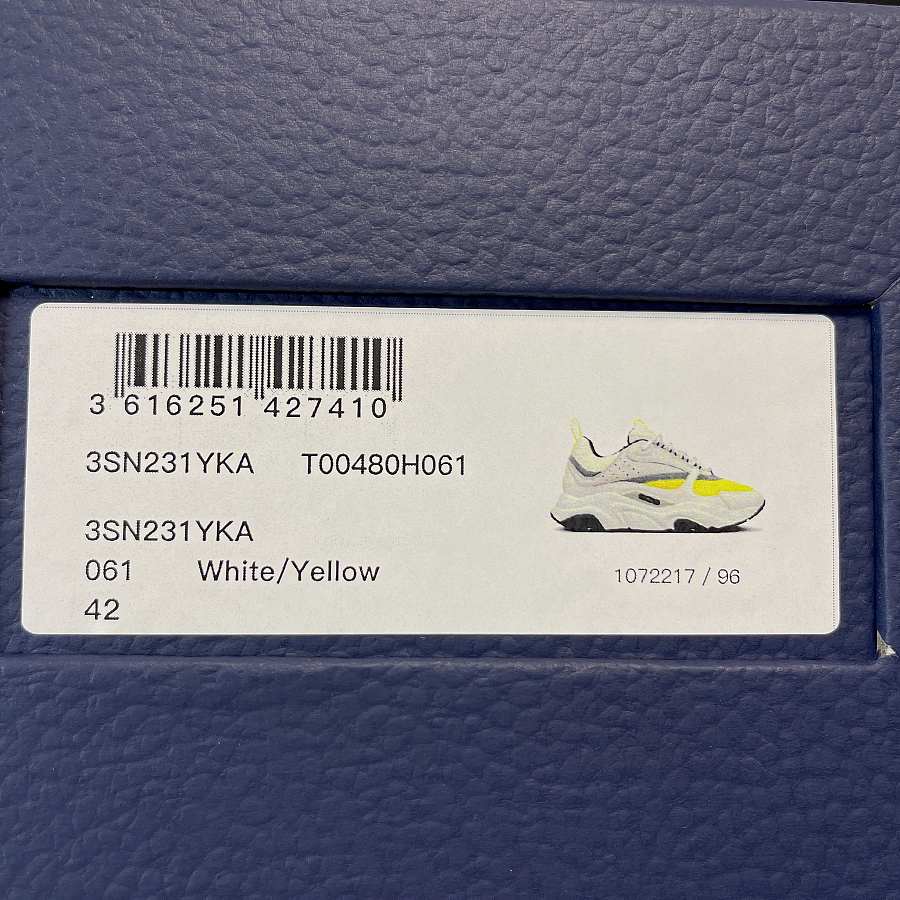 3 616251 427410
3SN231YKA T00480H061
3SN231YKA
061 White/Yellow
42
1072217 / 96